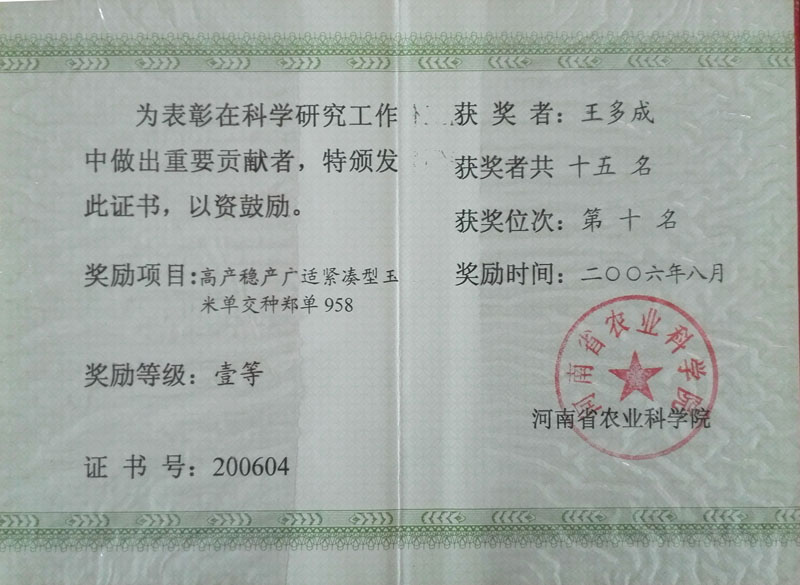 为表彰在科学研究工作
中做出重要贡献者，特颁发
此证书，以资鼓励。
奖励项目：高产稳产广适紧凑型玉
米单交种郑单 958
奖励等级：壹等
证 书 号：200604
获 奖 者：王多成
获奖者共 十五 名
获奖位次：第 十 名
奖励时间：二〇〇六年八月
河南省农业科学院
河南省农业科学院